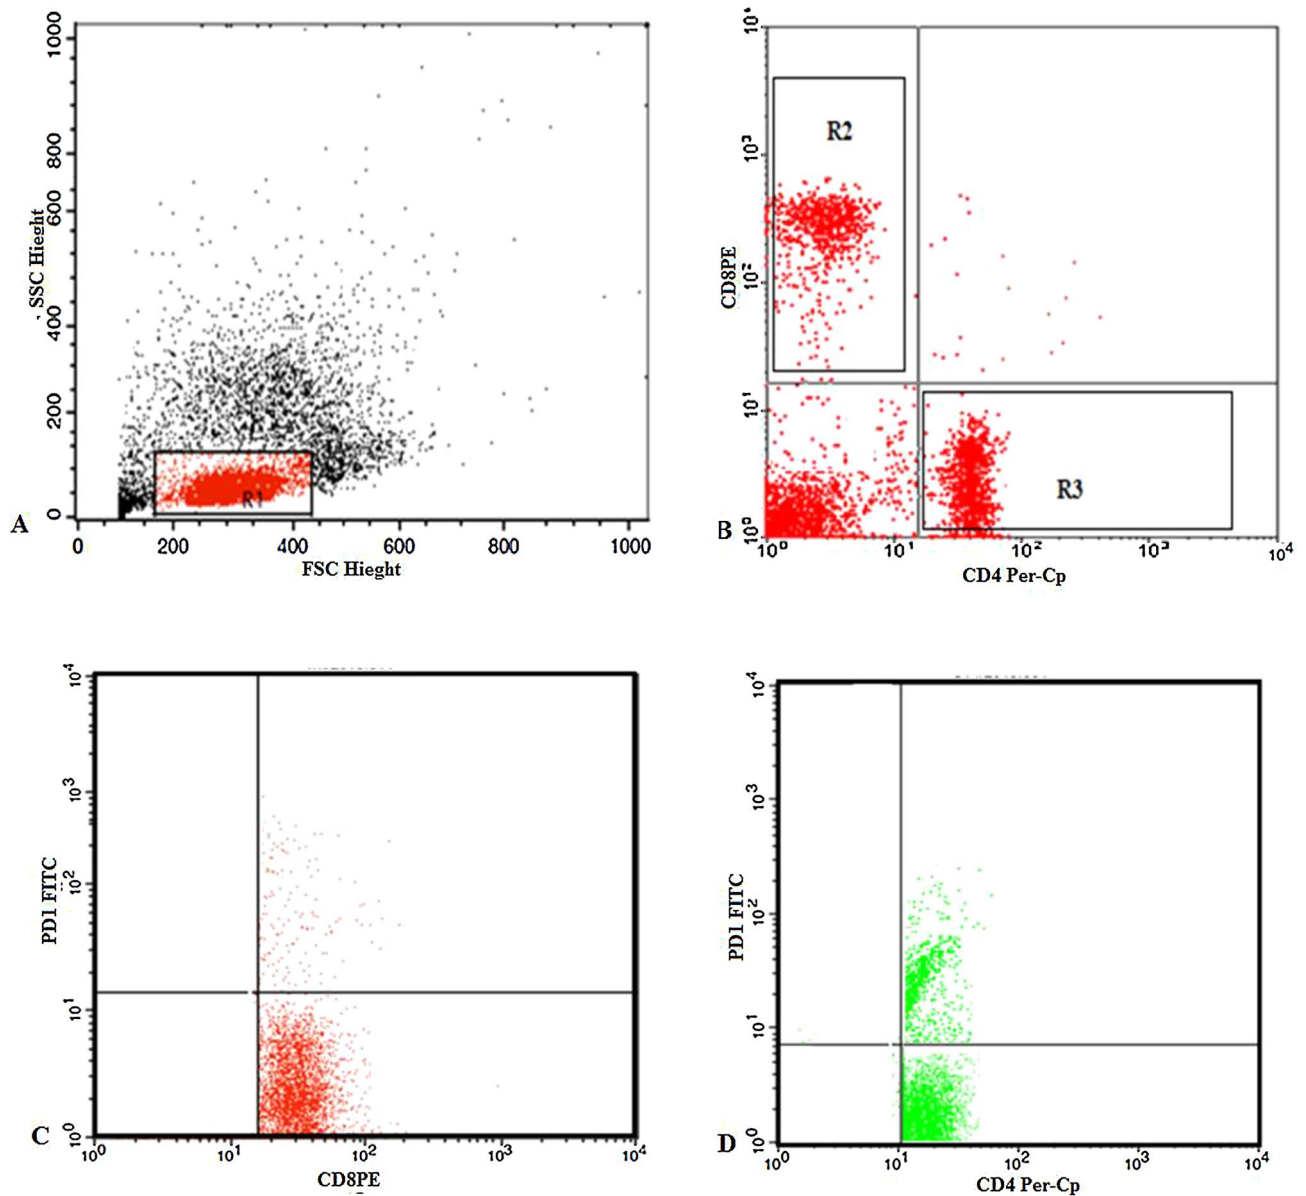 1000
800
600
400
200
0
SSC Hieght
R1
A
0 200 400 600 800 1000
FSC Hieght
10⁴
10³
10²
10¹
10⁰
CD8PE
R2
R3
B
10⁰ 10¹ 10² 10³ 10⁴
CD4 Per-Cp
10⁴
10³
10²
10¹
10⁰
PD1 FITC
C
10⁰ 10¹ 10² 10³ 10⁴
CD8PE
10⁴
10³
10²
10¹
10⁰
PD1 FITC
D
10⁰ 10¹ 10² 10³ 10⁴
CD4 Per-Cp